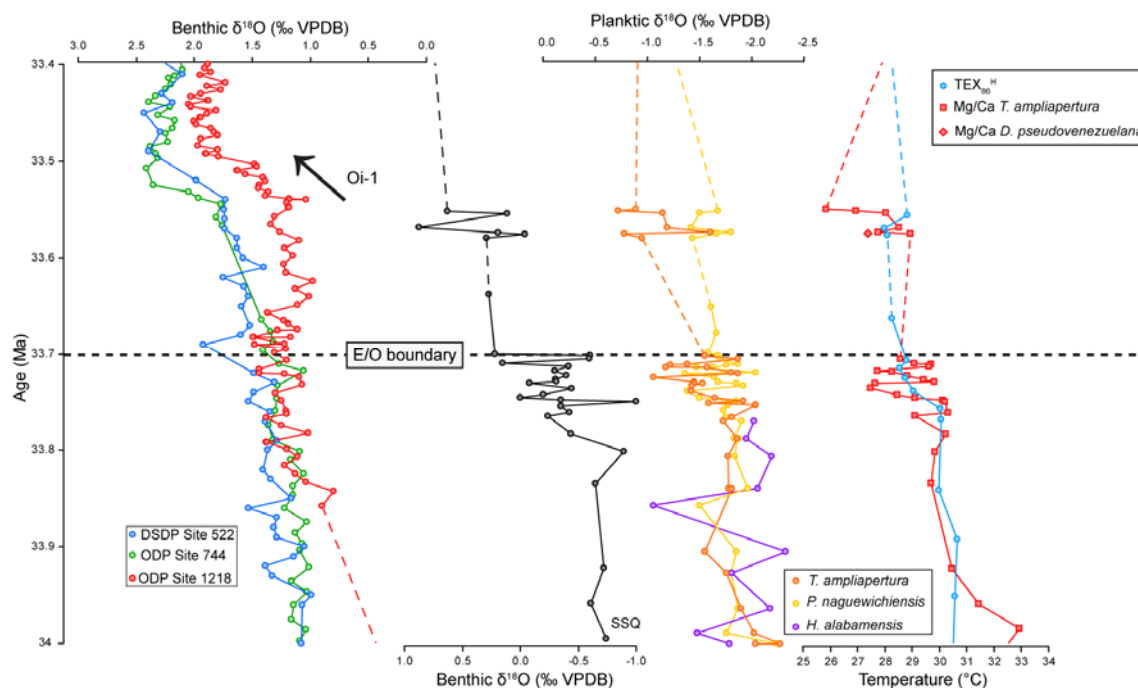 Benthic δ¹⁸O (‰ VPDB)
3.0 2.5 2.0 1.5 1.0 0.5 0.0
Planktic δ¹⁸O (‰ VPDB)
0.0 -0.5 -1 -1.5 -2 -2.5
TEX₈₆ᴴ
Mg/Ca T. ampliapertura
Mg/Ca D. pseudovenezuelana
Age (Ma)
33.4
33.5
33.6
33.7
33.8
33.9
34
Oi-1
E/O boundary
DSDP Site 522
ODP Site 744
ODP Site 1218
SSQ
T. ampliapertura
P. naguewichiensis
H. alabamensis
1.0 0.5 0.0 -0.5 -1.0
Benthic δ¹⁸O (‰ VPDB)
25 26 27 28 29 30 31 32 33 34
Temperature (°C)